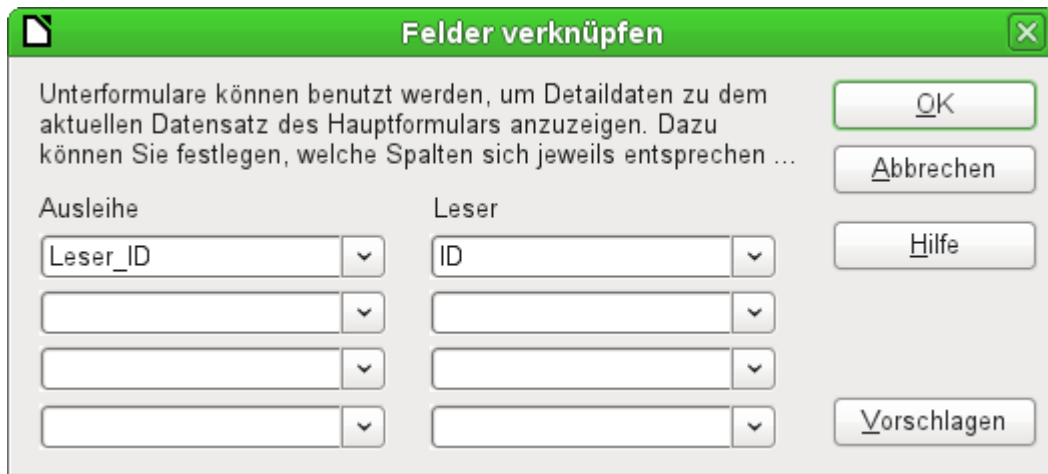 Felder verknüpfen
Unterformulare können benutzt werden, um Detaildaten zu dem
aktuellen Datensatz des Hauptformulars anzuzeigen. Dazu
können Sie festlegen, welche Spalten sich jeweils entsprechen ...
Ausleihe
Leser
Leser_ID
ID
OK
Abbrechen
Hilfe
Vorschlagen